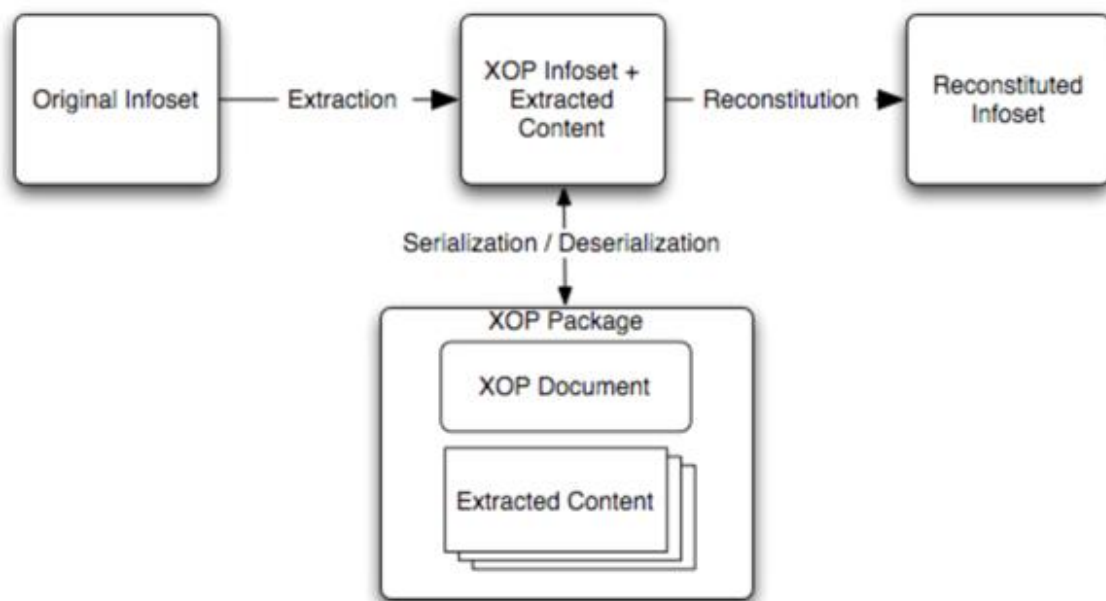 Original Infoset
Extraction
XOP Infoset +
Extracted
Content
Reconstitution
Reconstituted
Infoset
Serialization / Deserialization
XOP Package
XOP Document
Extracted Content